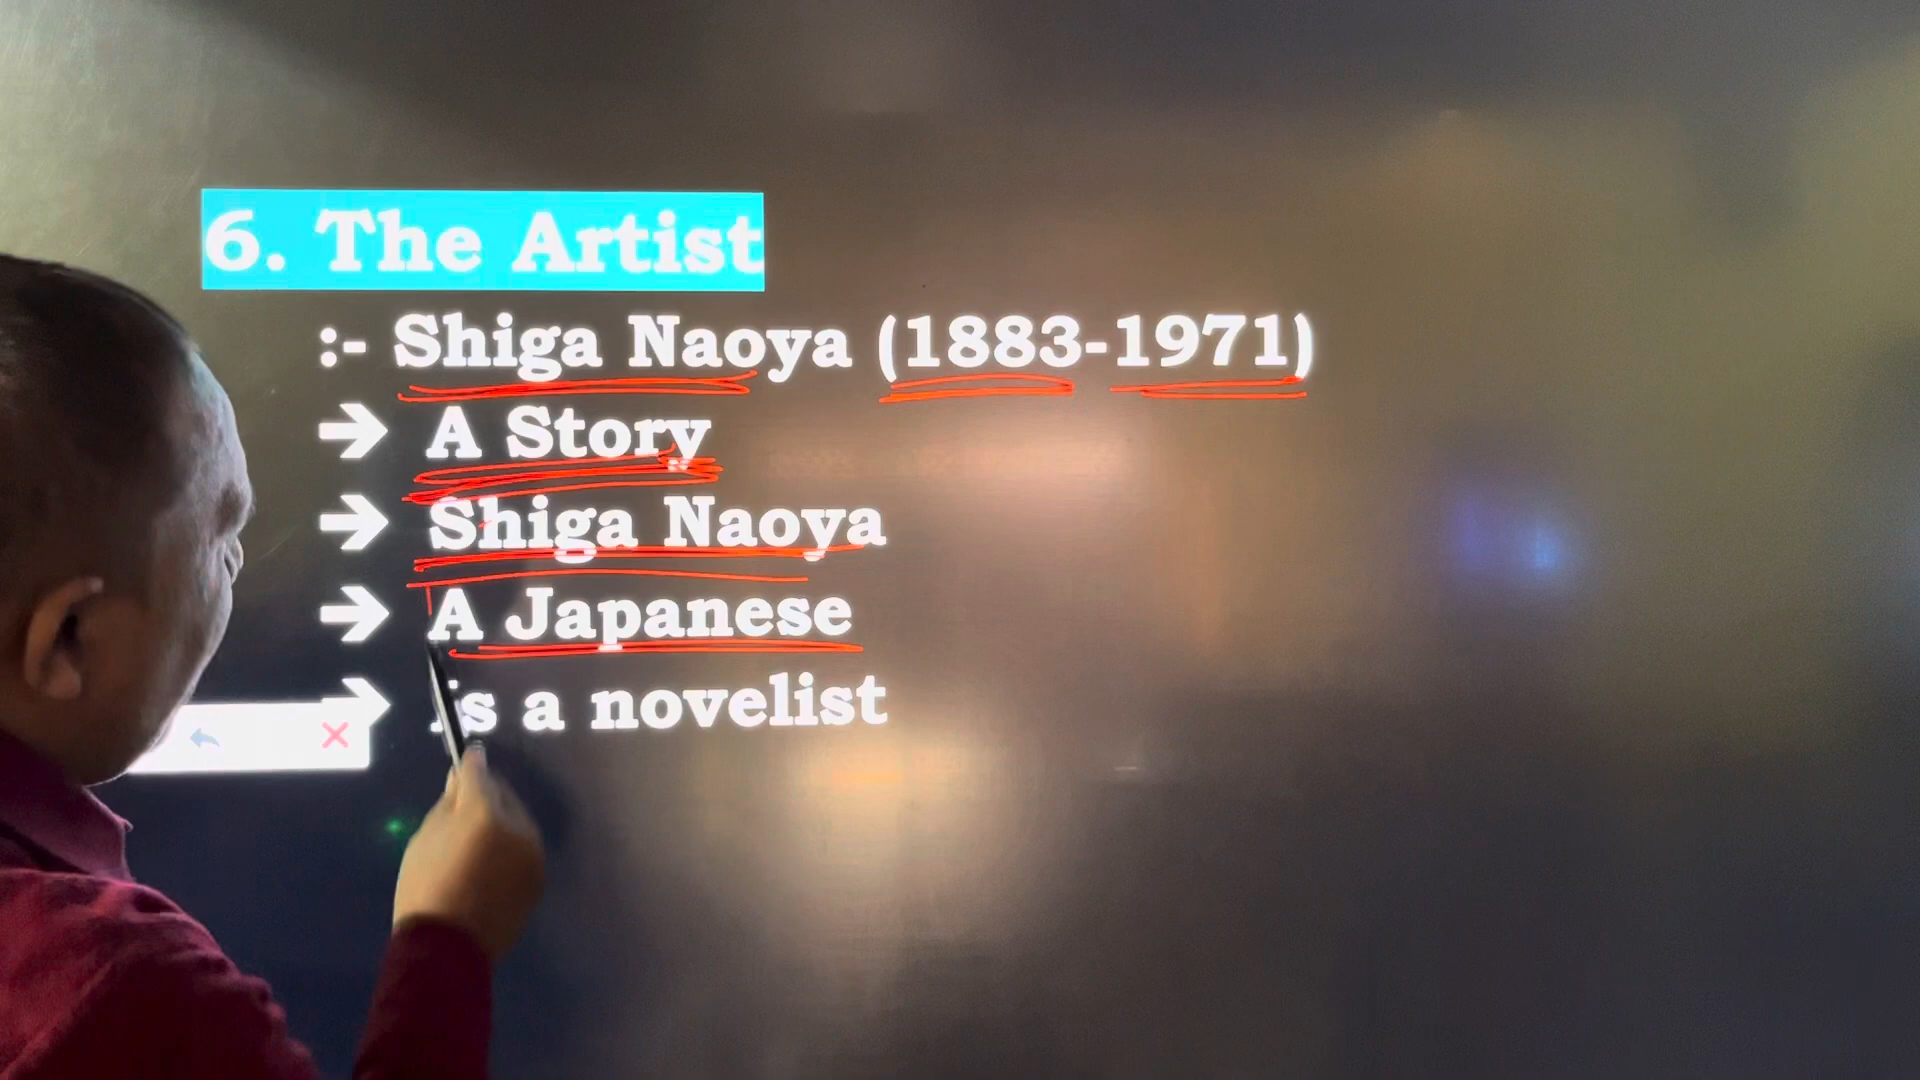 6. The Artist
:- Shiga Naoya (1883-1971)
→ A Story
→ Shiga Naoya
→ A Japanese
→ is a novelist